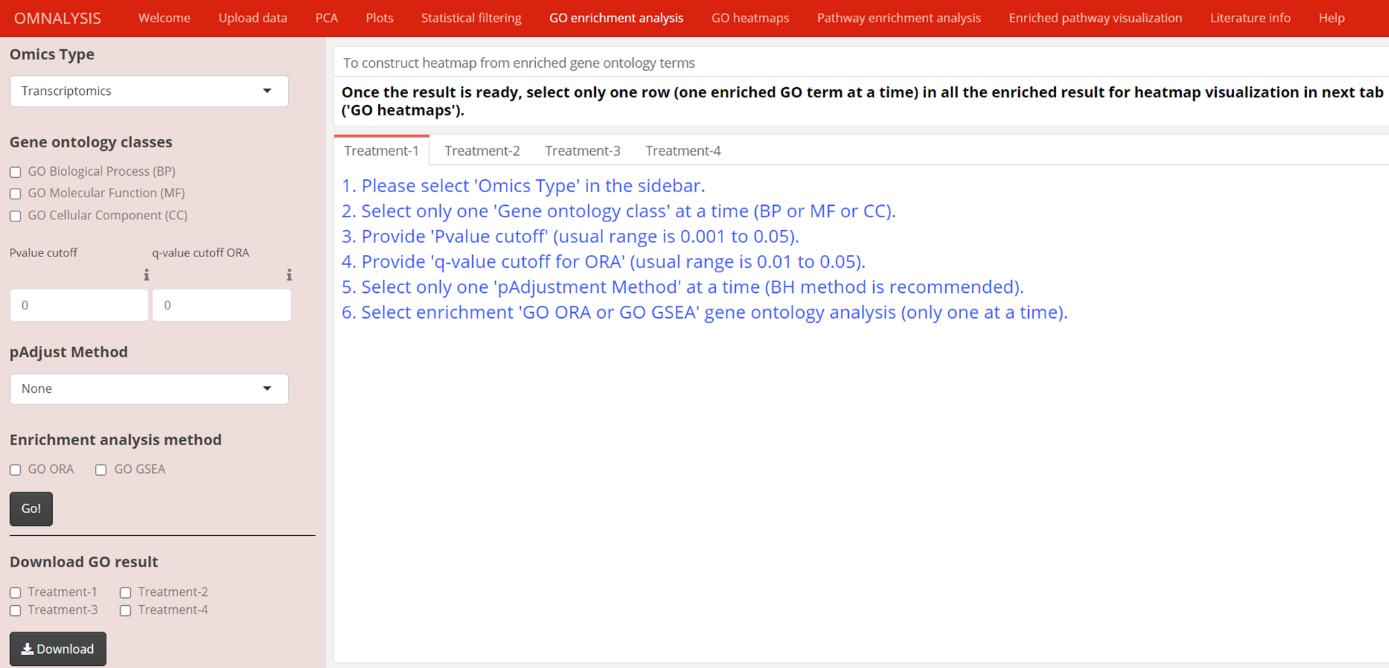 OMNALYSIS Welcome Upload data PCA Plots Statistical filtering GO enrichment analysis GO heatmaps Pathway enrichment analysis Enriched pathway visualization Literature info Help
Omics Type
Transcriptomics
Gene ontology classes
GO Biological Process (BP)
GO Molecular Function (MF)
GO Cellular Component (CC)
Pvalue cutoff q-value cutoff ORA
0 0
pAdjust Method
None
Enrichment analysis method
GO ORA GO GSEA
Go!
Download GO result
Treatment-1 Treatment-2
Treatment-3 Treatment-4
Download
To construct heatmap from enriched gene ontology terms
Once the result is ready, select only one row (one enriched GO term at a time) in all the enriched result for heatmap visualization in next tab
('GO heatmaps').
Treatment-1 Treatment-2 Treatment-3 Treatment-4
1. Please select 'Omics Type' in the sidebar.
2. Select only one 'Gene ontology class' at a time (BP or MF or CC).
3. Provide 'Pvalue cutoff' (usual range is 0.001 to 0.05).
4. Provide 'q-value cutoff for ORA' (usual range is 0.01 to 0.05).
5. Select only one 'pAdjustment Method' at a time (BH method is recommended).
6. Select enrichment 'GO ORA or GO GSEA' gene ontology analysis (only one at a time).